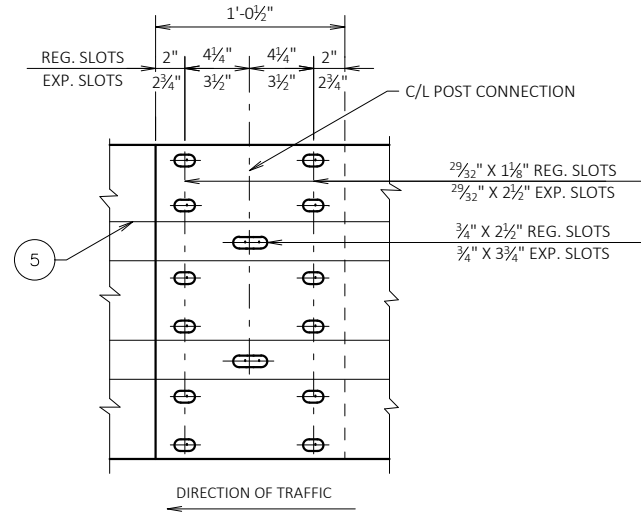 1'-0½"
REG. SLOTS 2" 4¼" 4¼" 2"
EXP. SLOTS 2¾" 3½" 3½" 2¾"
C/L POST CONNECTION
29/32" X 1⅛" REG. SLOTS
29/32" X 2½" EXP. SLOTS
¾" X 2½" REG. SLOTS
¾" X 3¾" EXP. SLOTS
5
DIRECTION OF TRAFFIC